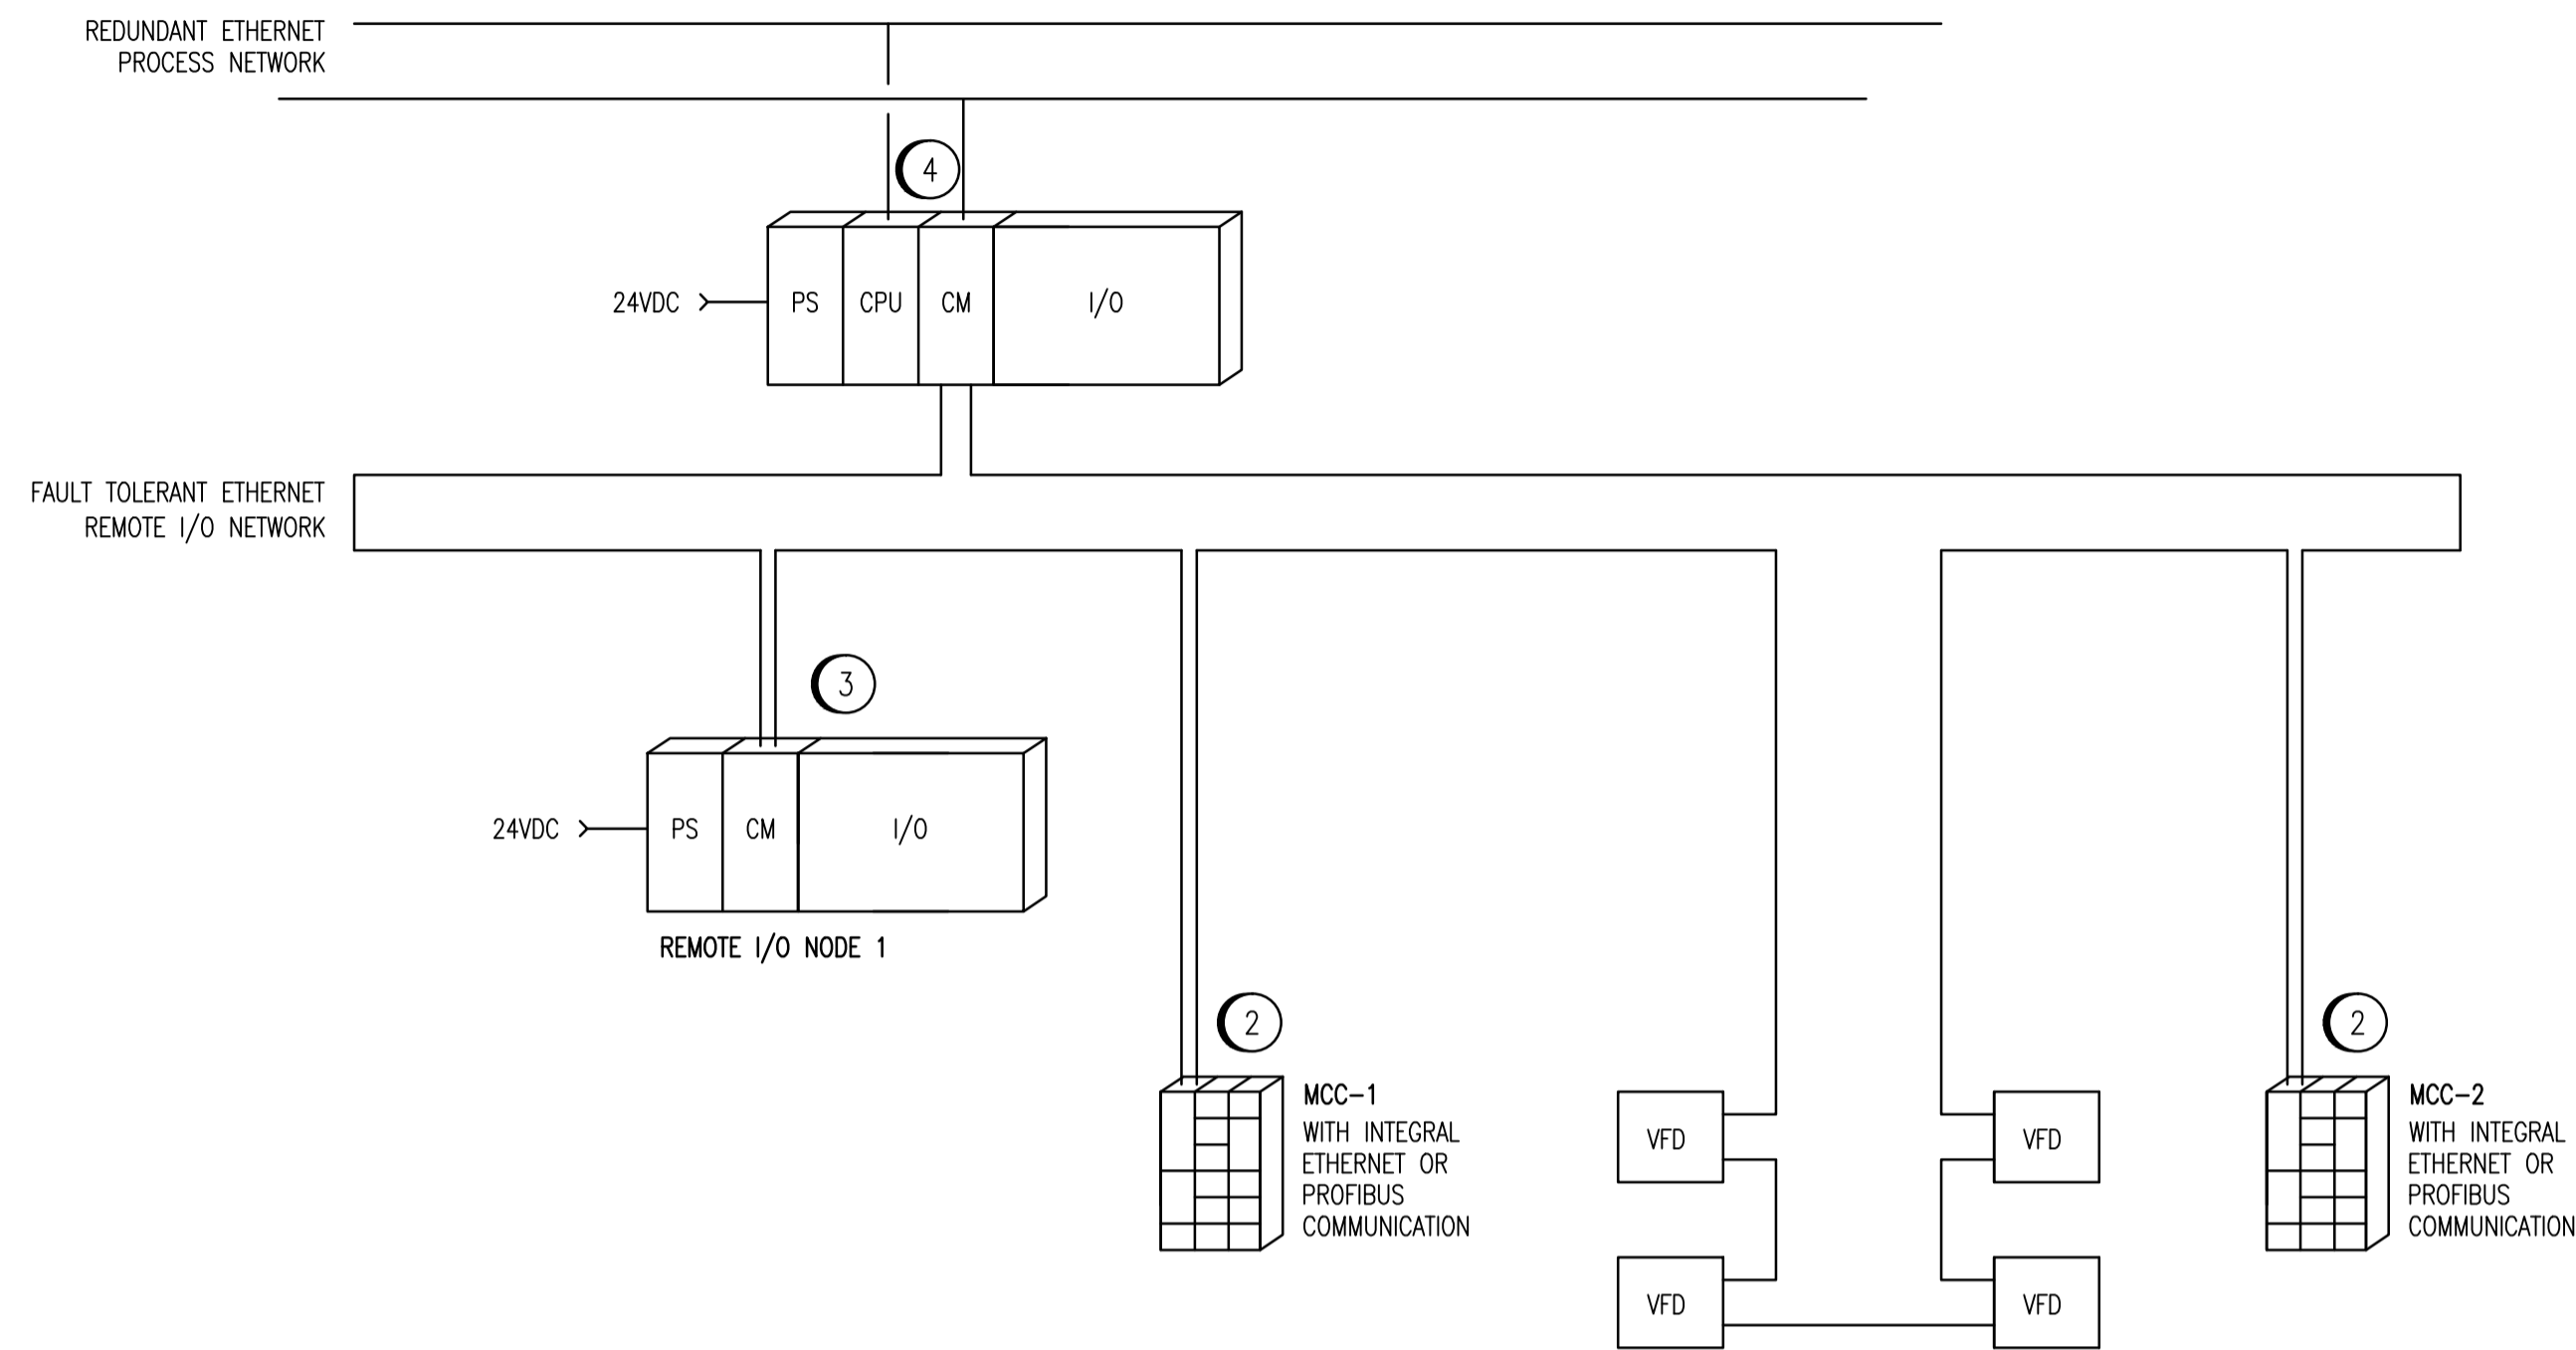 REDUNDANT ETHERNET
PROCESS NETWORK
4
24VDC
PS
CPU
CM
I/O
FAULT TOLERANT ETHERNET
REMOTE I/O NETWORK
3
24VDC
PS
CM
I/O
REMOTE I/O NODE 1
2
MCC-1
WITH INTEGRAL
ETHERNET OR
PROFIBUS
COMMUNICATION
VFD
VFD
VFD
VFD
2
MCC-2
WITH INTEGRAL
ETHERNET OR
PROFIBUS
COMMUNICATION